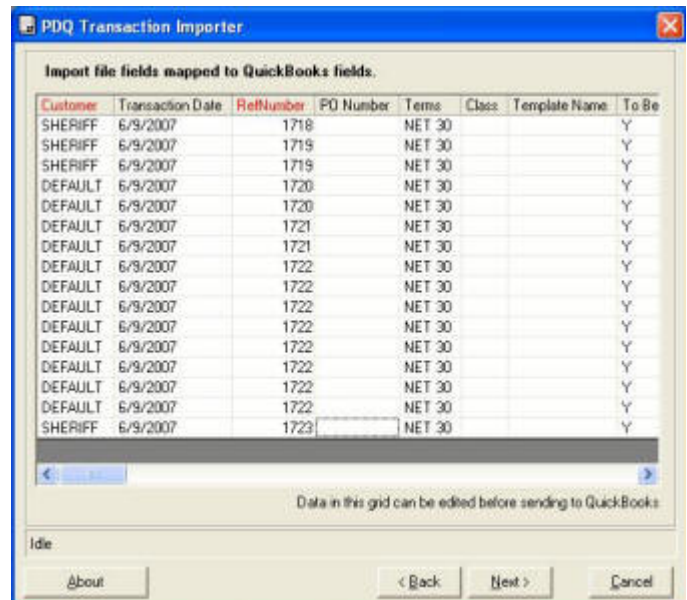 PDQ Transaction Importer
Import file fields mapped to QuickBooks fields.
Customer Transaction Date RefNumber PO Number Terms Class Template Name To Be
SHERIFF 6/9/2007 1718 NET 30 Y
SHERIFF 6/9/2007 1719 NET 30 Y
SHERIFF 6/9/2007 1719 NET 30 Y
DEFAULT 6/9/2007 1720 NET 30 Y
DEFAULT 6/9/2007 1720 NET 30 Y
DEFAULT 6/9/2007 1721 NET 30 Y
DEFAULT 6/9/2007 1721 NET 30 Y
DEFAULT 6/9/2007 1722 NET 30 Y
DEFAULT 6/9/2007 1722 NET 30 Y
DEFAULT 6/9/2007 1722 NET 30 Y
DEFAULT 6/9/2007 1722 NET 30 Y
DEFAULT 6/9/2007 1722 NET 30 Y
DEFAULT 6/9/2007 1722 NET 30 Y
DEFAULT 6/9/2007 1722 NET 30 Y
DEFAULT 6/9/2007 1722 NET 30 Y
SHERIFF 6/9/2007 1723 NET 30 Y
Data in this grid can be edited before sending to QuickBooks
Idle
About < Back Next > Cancel